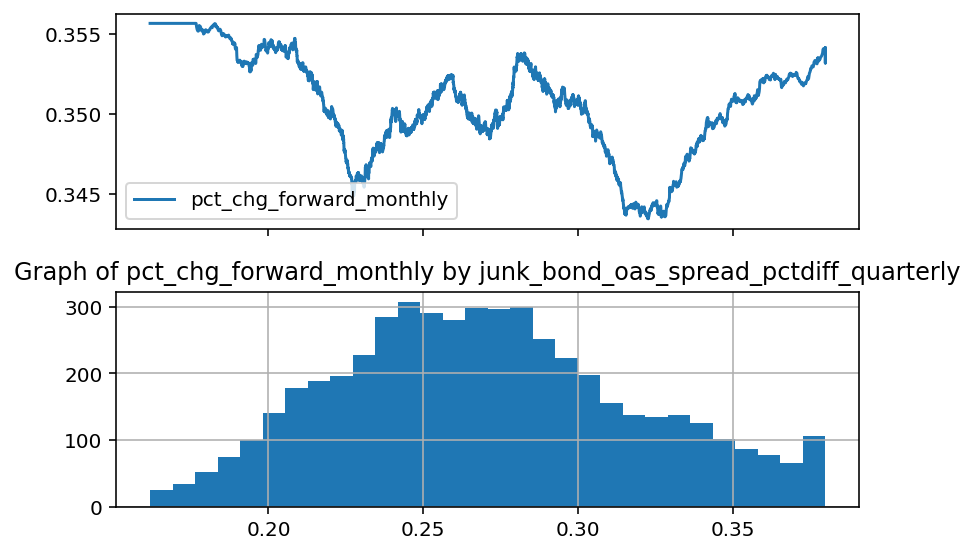 0.355
0.350
0.345
pct_chg_forward_monthly
Graph of pct_chg_forward_monthly by junk_bond_oas_spread_pctdiff_quarterly
300
200
100
0
0.20 0.25 0.30 0.35